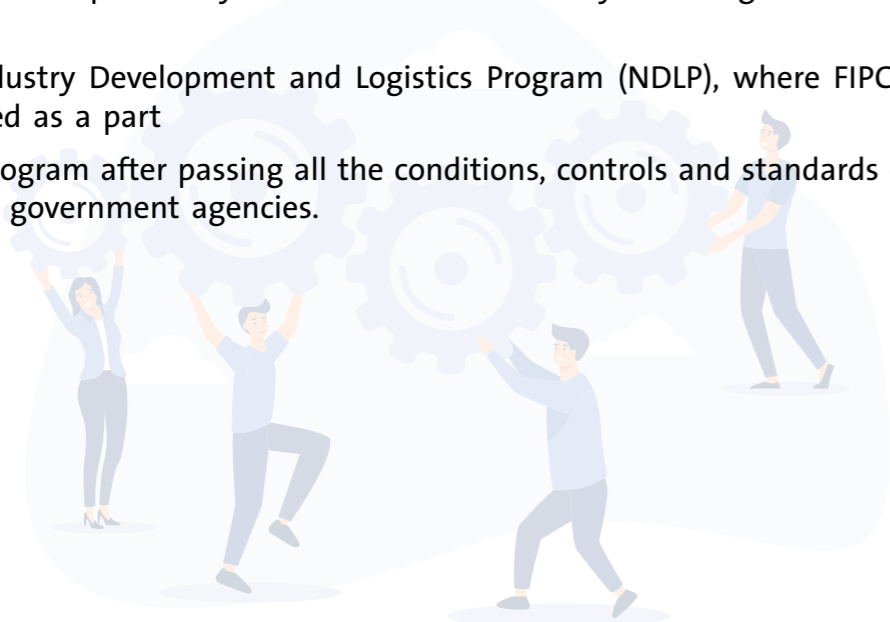 dustry Development and Logistics Program (NDLP), where FIPC
ed as a part
ogram after passing all the conditions, controls and standards
government agencies.